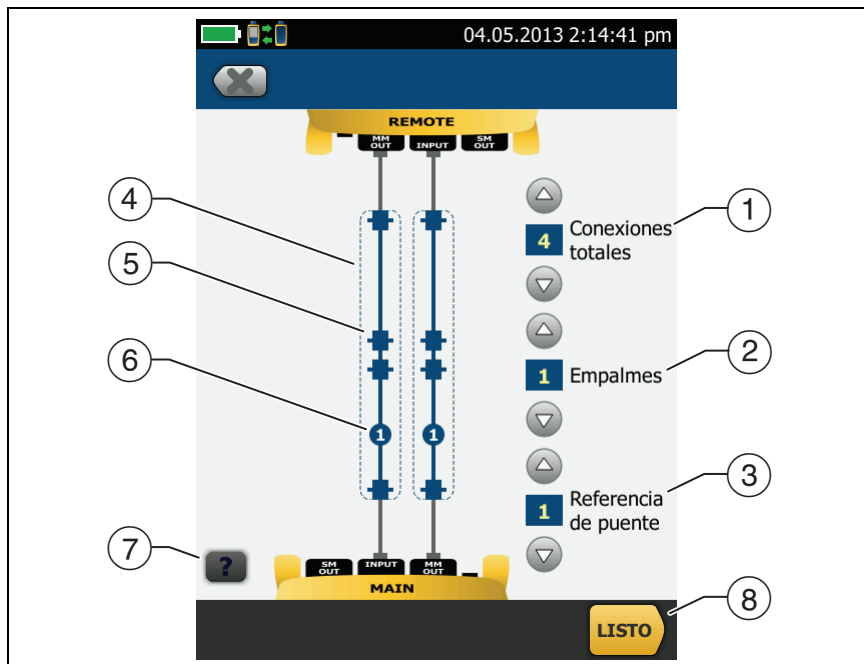 04.05.2013 2:14:41 pm
REMOTE
MM OUT
INPUT
SM OUT
4
Conexiones totales
1
Empalmes
1
Referencia de puente
1
1
?
SM OUT
INPUT
MM OUT
MAIN
LISTO
1
2
3
4
5
6
7
8